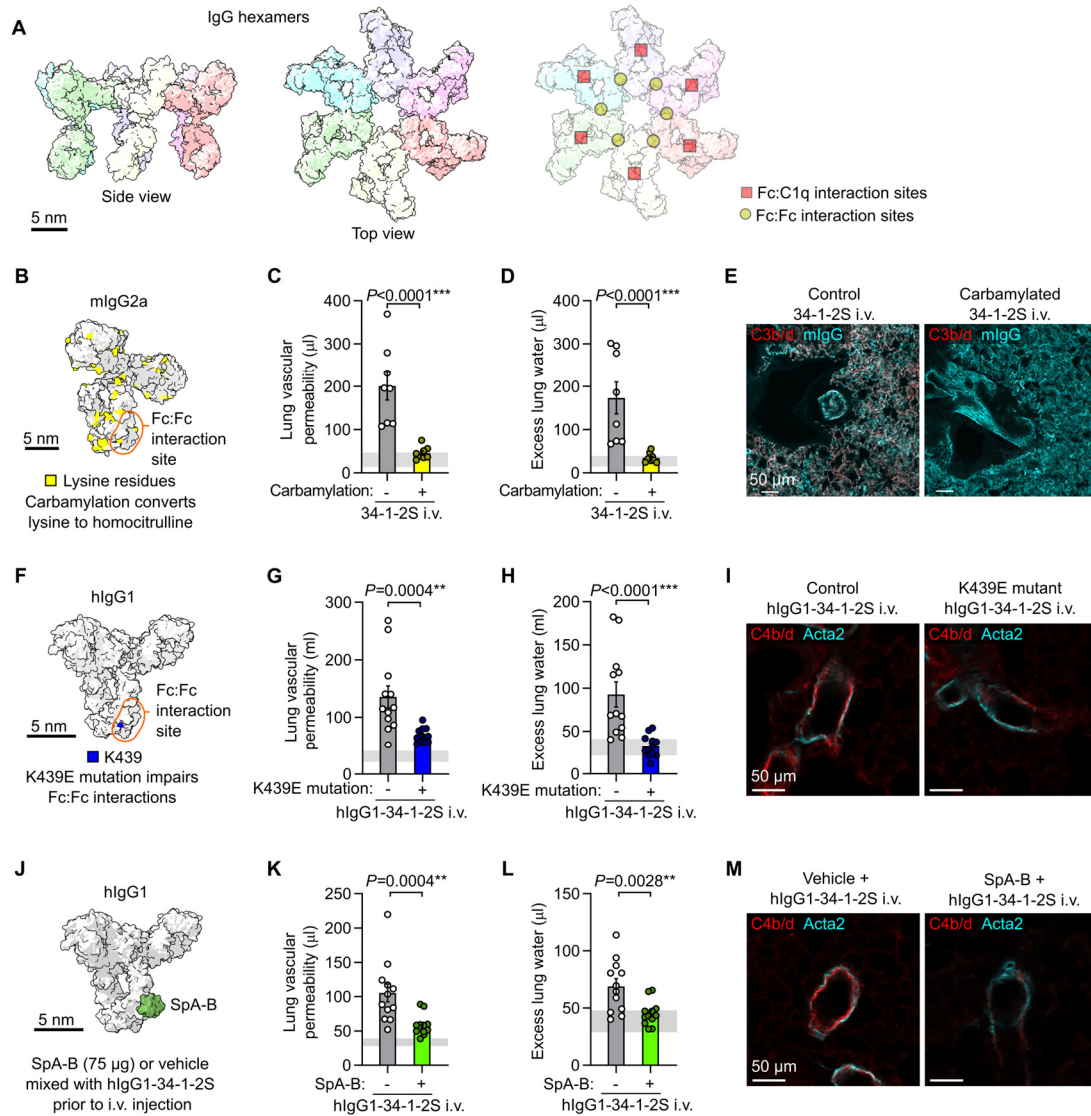 A
IgG hexamers
Side view
5 nm
Top view
Fc:C1q interaction sites
Fc:Fc interaction sites
B
mIgG2a
5 nm
Fc:Fc
interaction
site
Lysine residues
Carbamylation converts
lysine to homocitrulline
C
Lung vascular
permeability (µl)
400
300
200
100
0
P<0.0001***
Carbamylation:
-
+
34-1-2S i.v.
D
Excess lung water (µl)
400
300
200
100
0
P<0.0001***
Carbamylation:
-
+
34-1-2S i.v.
E
Control
34-1-2S i.v.
C3b/d mIgG
50 µm
Carbamylated
34-1-2S i.v.
C3b/d mIgG
F
hIgG1
5 nm
Fc:Fc
interaction
site
K439
K439E mutation impairs
Fc:Fc interactions
G
Lung vascular
permeability (ml)
300
200
100
0
P=0.0004**
K439E mutation:
-
+
hIgG1-34-1-2S i.v.
H
Excess lung water (ml)
200
150
100
50
0
P<0.0001***
K439E mutation:
-
+
hIgG1-34-1-2S i.v.
I
Control
hIgG1-34-1-2S i.v.
C4b/d Acta2
50 µm
K439E mutant
hIgG1-34-1-2S i.v.
C4b/d Acta2
J
hIgG1
5 nm
SpA-B
SpA-B (75 µg) or vehicle
mixed with hIgG1-34-1-2S
prior to i.v. injection
K
Lung vascular
permeability (µl)
250
200
150
100
50
0
P=0.0004**
SpA-B:
-
+
hIgG1-34-1-2S i.v.
L
Excess lung water (µl)
150
100
50
0
P=0.0028**
SpA-B:
-
+
hIgG1-34-1-2S i.v.
M
Vehicle +
hIgG1-34-1-2S i.v.
C4b/d Acta2
50 µm
SpA-B +
hIgG1-34-1-2S i.v.
C4b/d Acta2